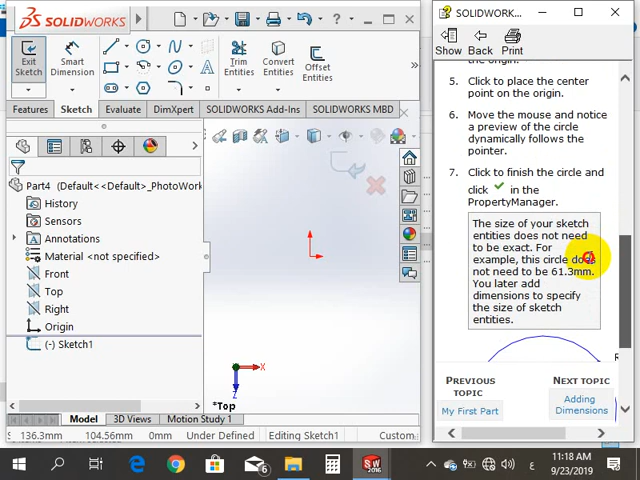 SOLIDWORKS
SOLIDWORKS...
Exit Sketch
Smart Dimension
Trim Entities
Convert Entities
Offset Entities
Show
Back
Print
Features
Sketch
Evaluate
DimXpert
SOLIDWORKS Add-Ins
SOLIDWORKS MBD
Part4 (Default<<Default>_PhotoWork
History
Sensors
Annotations
Material <not specified>
Front
Top
Right
Origin
(-) Sketch1
X
Z
*Top
5. Click to place the center
point on the origin.
6. Move the mouse and notice
a preview of the circle
dynamically follows the
pointer.
7. Click to finish the circle and
click in the
PropertyManager.
The size of your sketch
entities does not need
to be exact. For
example, this circle does
not need to be 61.3mm.
You later add
dimensions to specify
the size of sketch
entities.
R
PREVIOUS TOPIC
My First Part
NEXT TOPIC
Adding Dimensions
Model
3D Views
Motion Study 1
136.3mm 104.56mm 0mm Under Defined Editing Sketch1 Custom
6
SW
2016
ع
11:18 AM
9/23/2019